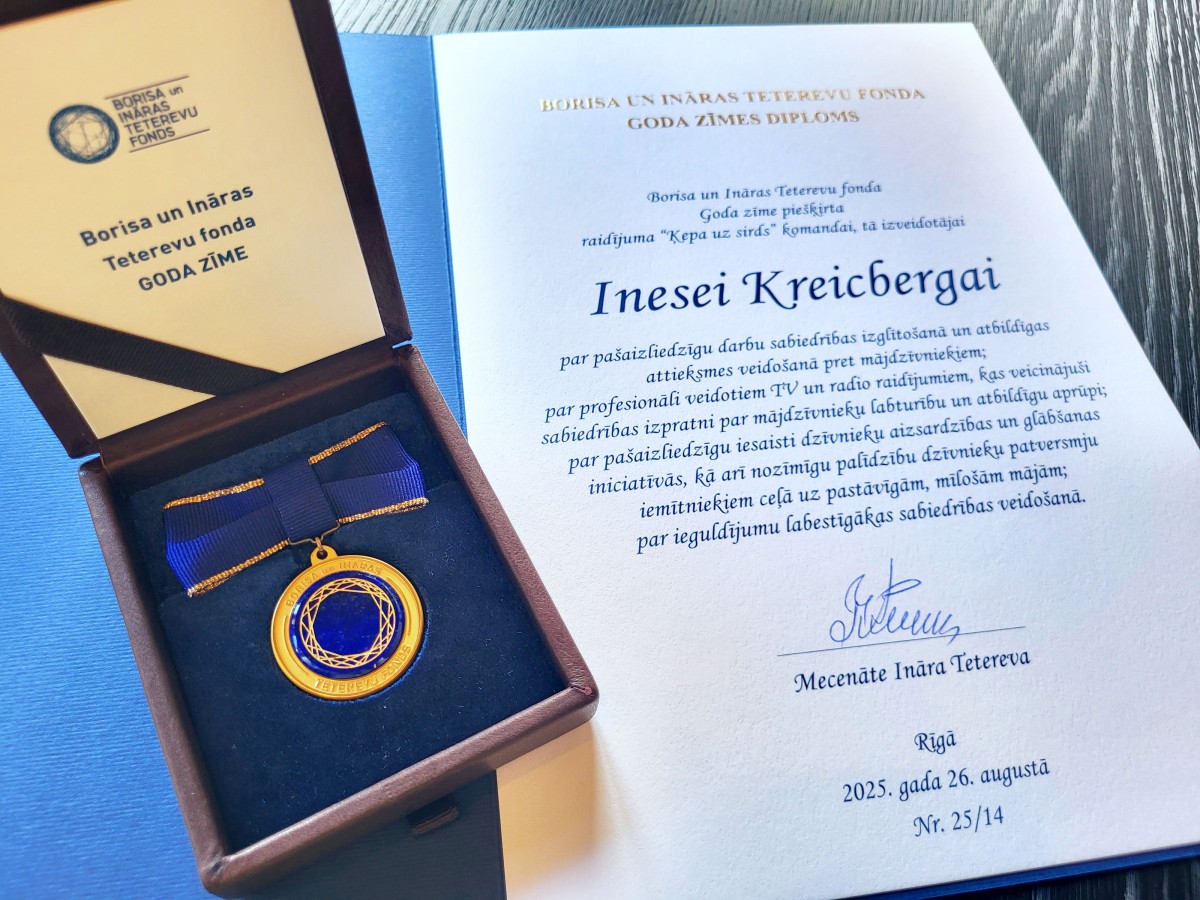 BORISA un
INĀRAS
TETEREVU
FONDS
Borisa un Ināras
Teterevu fonda
GODA ZĪME
BORISA un INĀRAS
TETEREVU FONDS
BORISA UN INĀRAS TETEREVU FONDA
GODA ZĪMES DIPLOMS
Borisa un Ināras Teterevu fonda
Goda zīme piešķirta
raidījuma “Ķepa uz sirds” komandai, tā izveidotājai
Inesei Kreicbergai
par pašaizliedzīgu darbu sabiedrības izglītošanā un atbildīgas
attieksmes veidošanā pret mājdzīvniekiem;
par profesionāli veidotiem TV un radio raidījumiem, kas veicinājuši
sabiedrības izpratni par mājdzīvnieku labturību un atbildīgu aprūpi;
par pašaizliedzīgu iesaisti dzīvnieku aizsardzības un glābšanas
iniciatīvās, kā arī nozīmīgu palīdzību dzīvnieku patversmju
iemītniekiem ceļā uz pastāvīgām, mīlošām mājām;
par ieguldījumu labestīgākas sabiedrības veidošanā.
Mecenāte Ināra Tetereva
Rīgā
2025. gada 26. augustā
Nr. 25/14